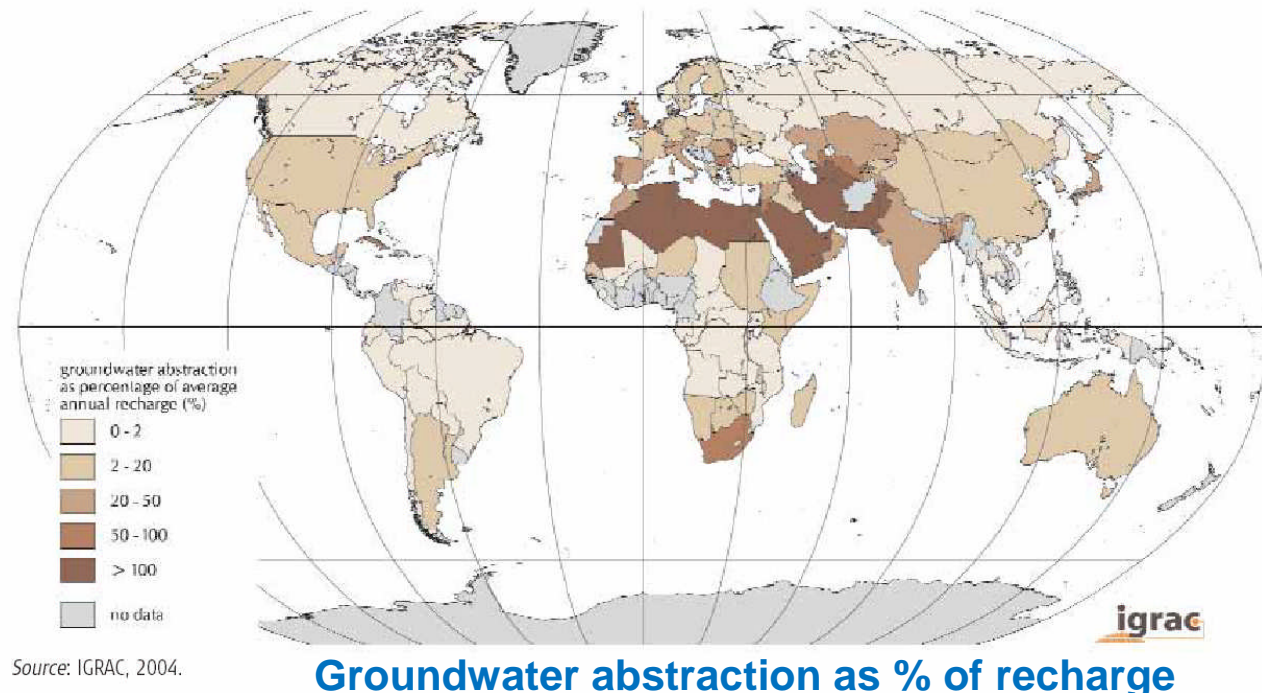 groundwater abstraction
as percentage of average
annual recharge (%)
0 - 2
2 - 20
20 - 50
50 - 100
> 100
no data
igrac
Source: IGRAC, 2004.
Groundwater abstraction as % of recharge